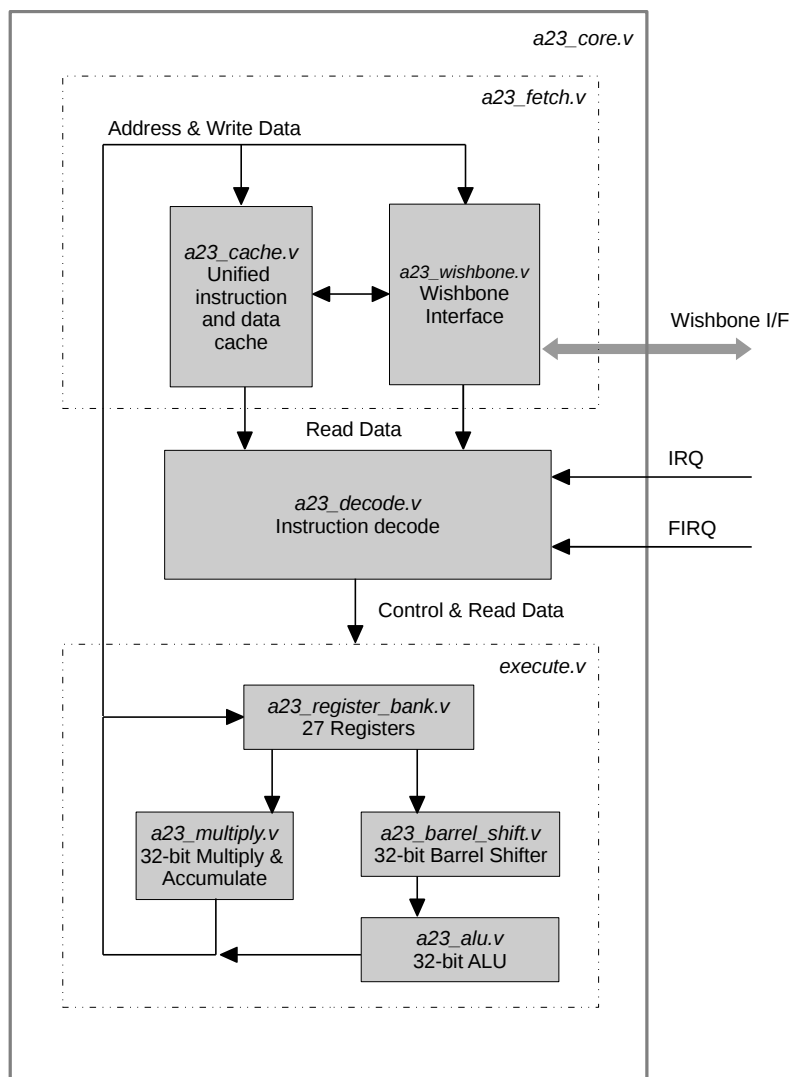 a23_core.v
a23_fetch.v
Address & Write Data
a23_cache.v
Unified
instruction
and data
cache
a23_wishbone.v
Wishbone
Interface
Wishbone I/F
Read Data
IRQ
a23_decode.v
Instruction decode
FIRQ
Control & Read Data
execute.v
a23_register_bank.v
27 Registers
a23_multiply.v
32-bit Multiply &
Accumulate
a23_barrel_shift.v
32-bit Barrel Shifter
a23_alu.v
32-bit ALU